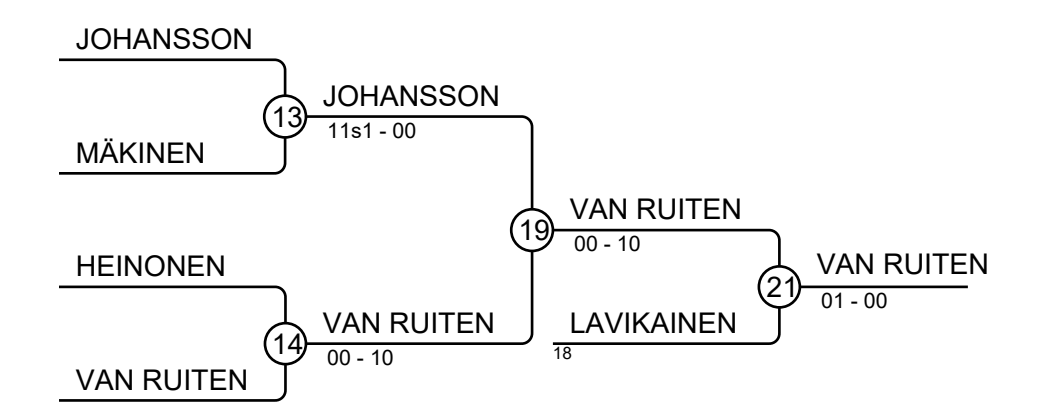 JOHANSSON
13
JOHANSSON
11s1 - 00
MÄKINEN
19
VAN RUITEN
00 - 10
HEINONEN
21
VAN RUITEN
01 - 00
14
VAN RUITEN
00 - 10
LAVIKAINEN
18
VAN RUITEN